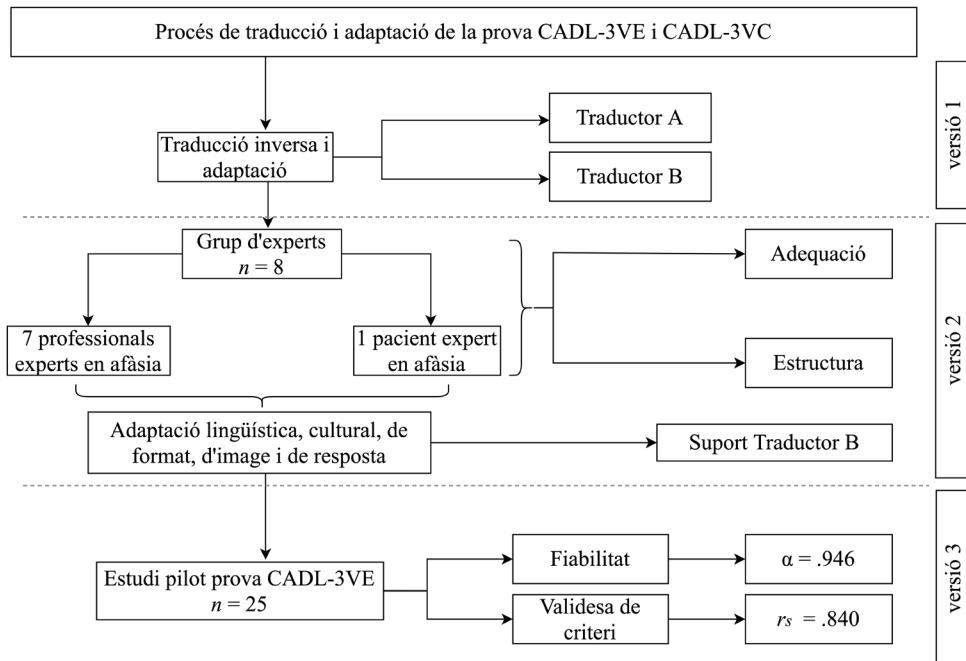 Procés de traducció i adaptació de la prova CADL-3VE i CADL-3VC
versió 1
Traductor A
Traducció inversa i
adaptació
Traductor B
Grup d'experts
n = 8
Adequació
versió 2
7 professionals
experts en afàsia
1 pacient expert
en afàsia
Estructura
Adaptació lingüística, cultural, de
format, d'image i de resposta
Suport Traductor B
versió 3
Estudi pilot prova CADL-3VE
n = 25
Fiabilitat
α = .946
Validesa de
criteri
rs = .840